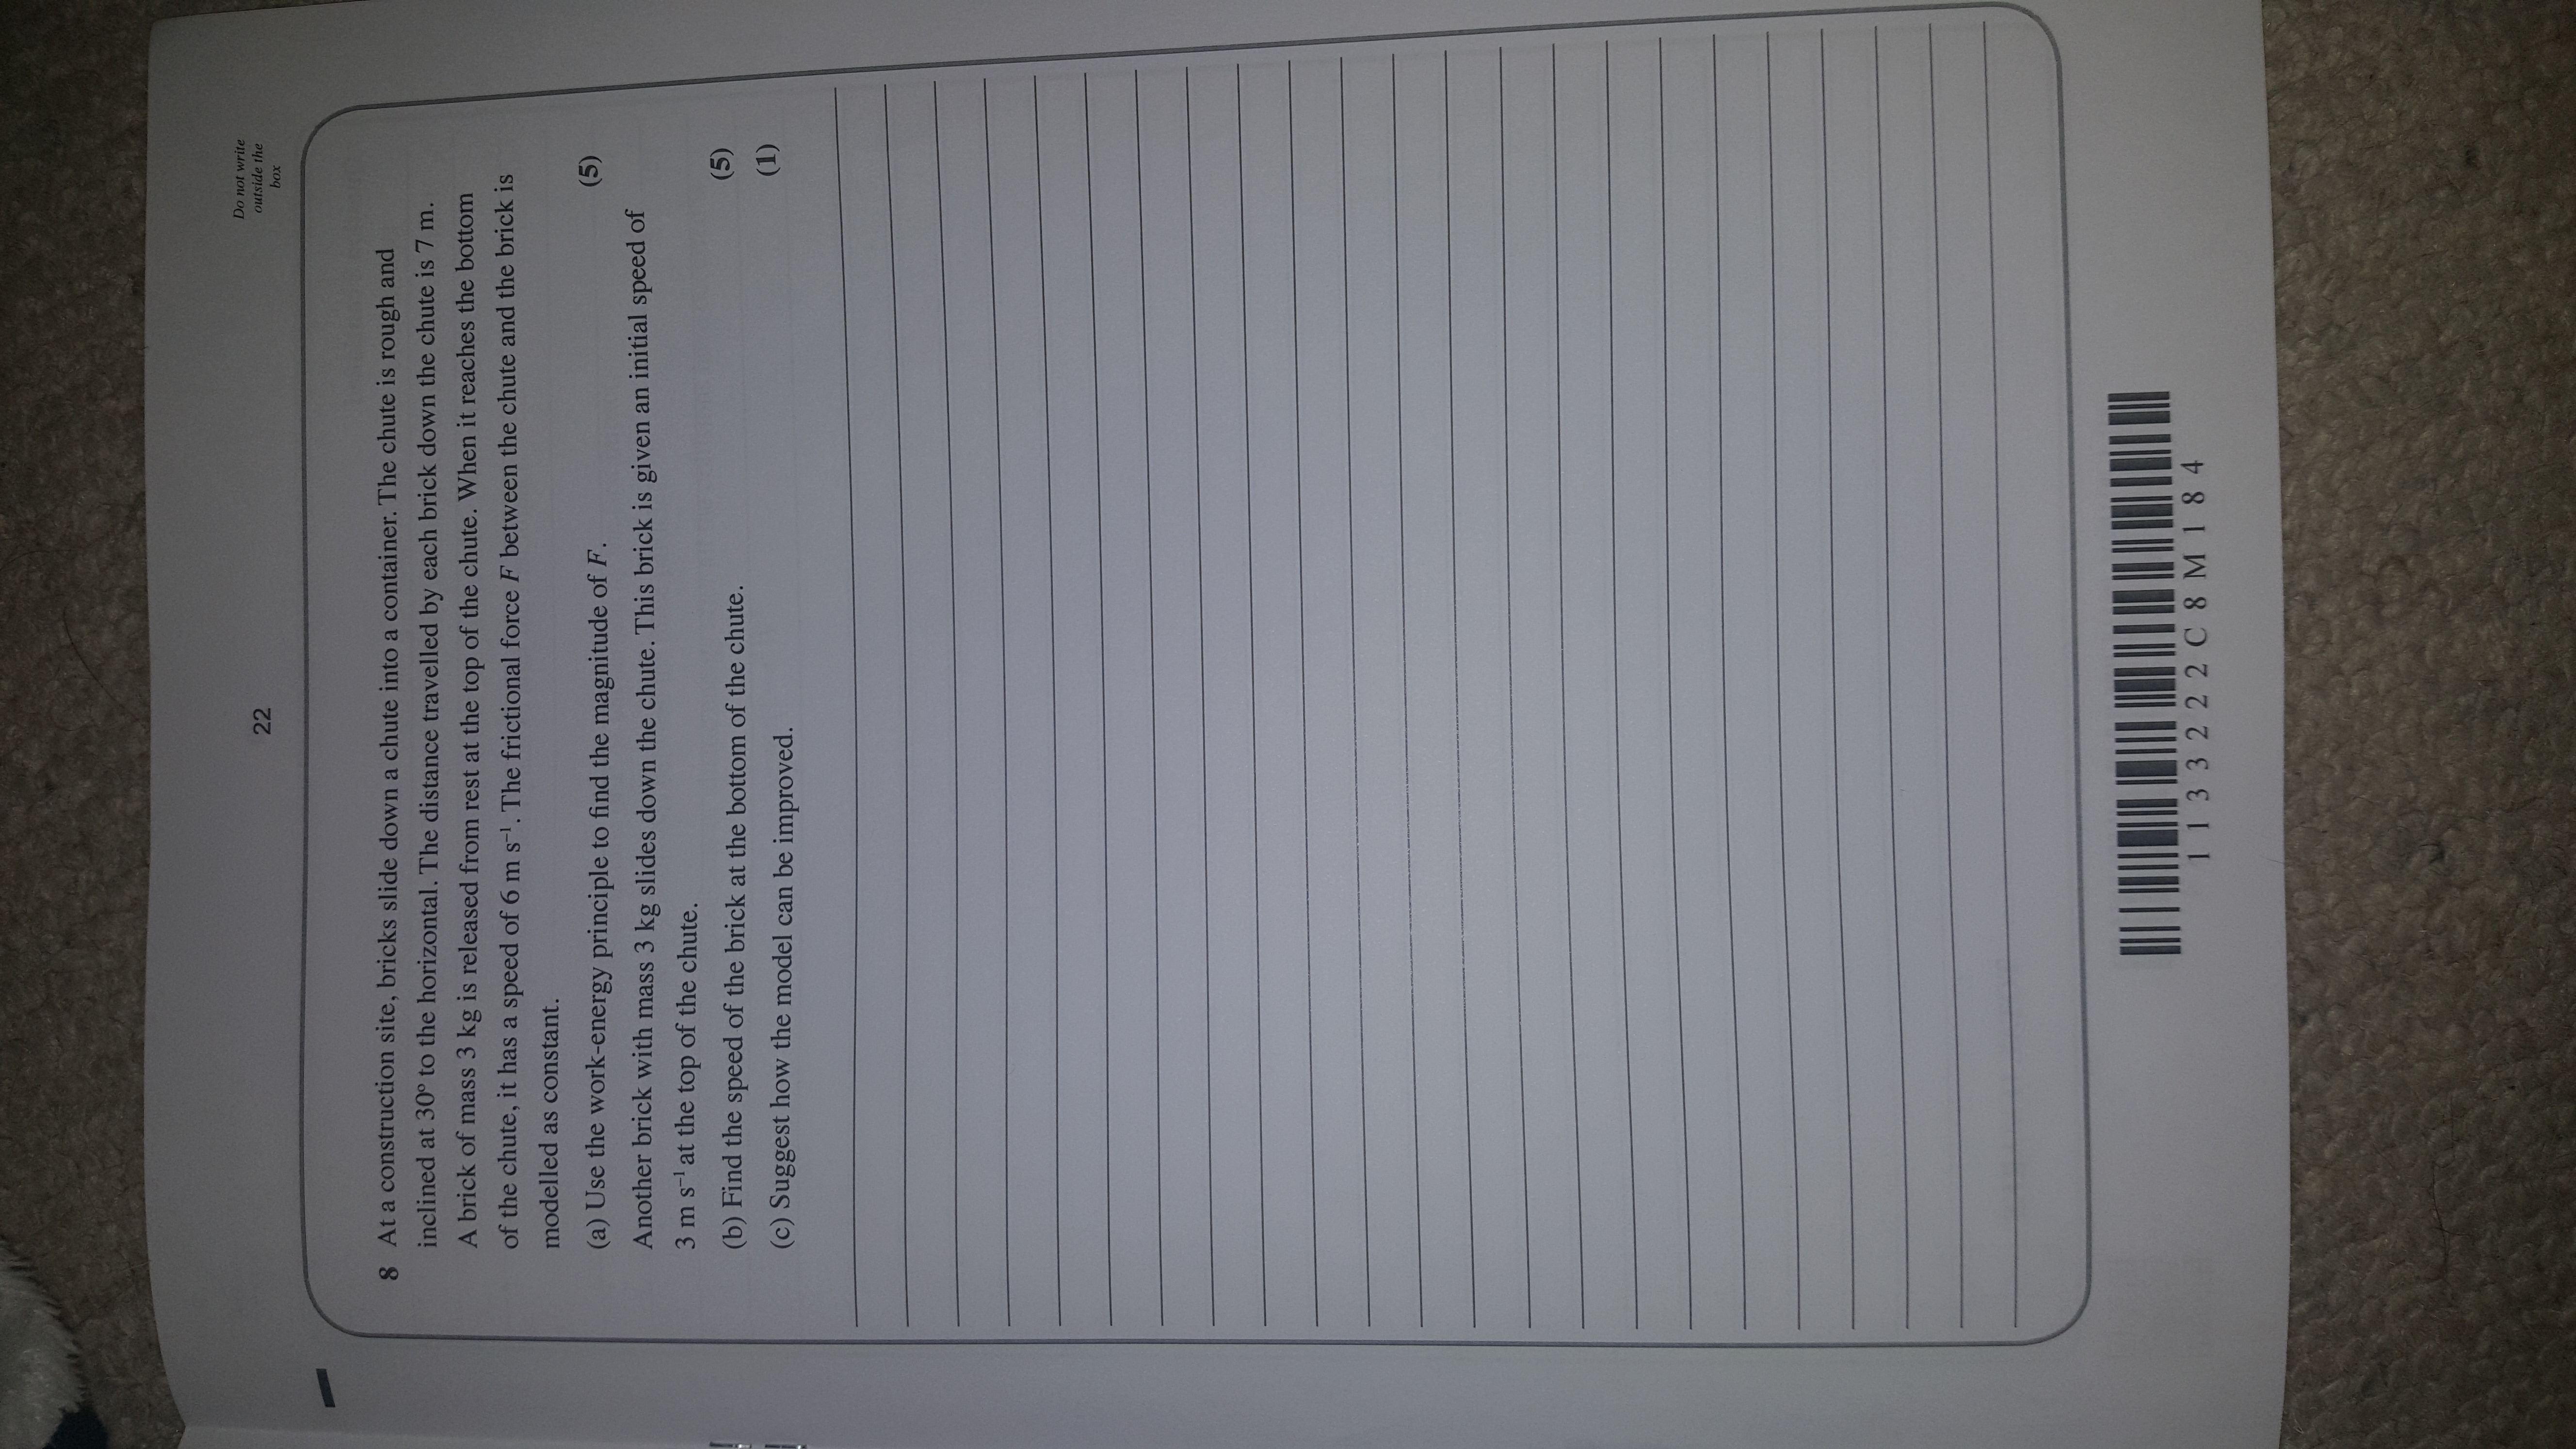 22
Do not write
outside the
box
8 At a construction site, bricks slide down a chute into a container. The chute is rough and
inclined at 30° to the horizontal. The distance travelled by each brick down the chute is 7 m.
A brick of mass 3 kg is released from rest at the top of the chute. When it reaches the bottom
of the chute, it has a speed of 6 m s⁻¹. The frictional force F between the chute and the brick is
modelled as constant.
(a) Use the work-energy principle to find the magnitude of F. (5)
Another brick with mass 3 kg slides down the chute. This brick is given an initial speed of
3 m s⁻¹ at the top of the chute.
(b) Find the speed of the brick at the bottom of the chute. (5)
(c) Suggest how the model can be improved. (1)
1 1 3 3 2 2 2 C 8 M 1 8 4